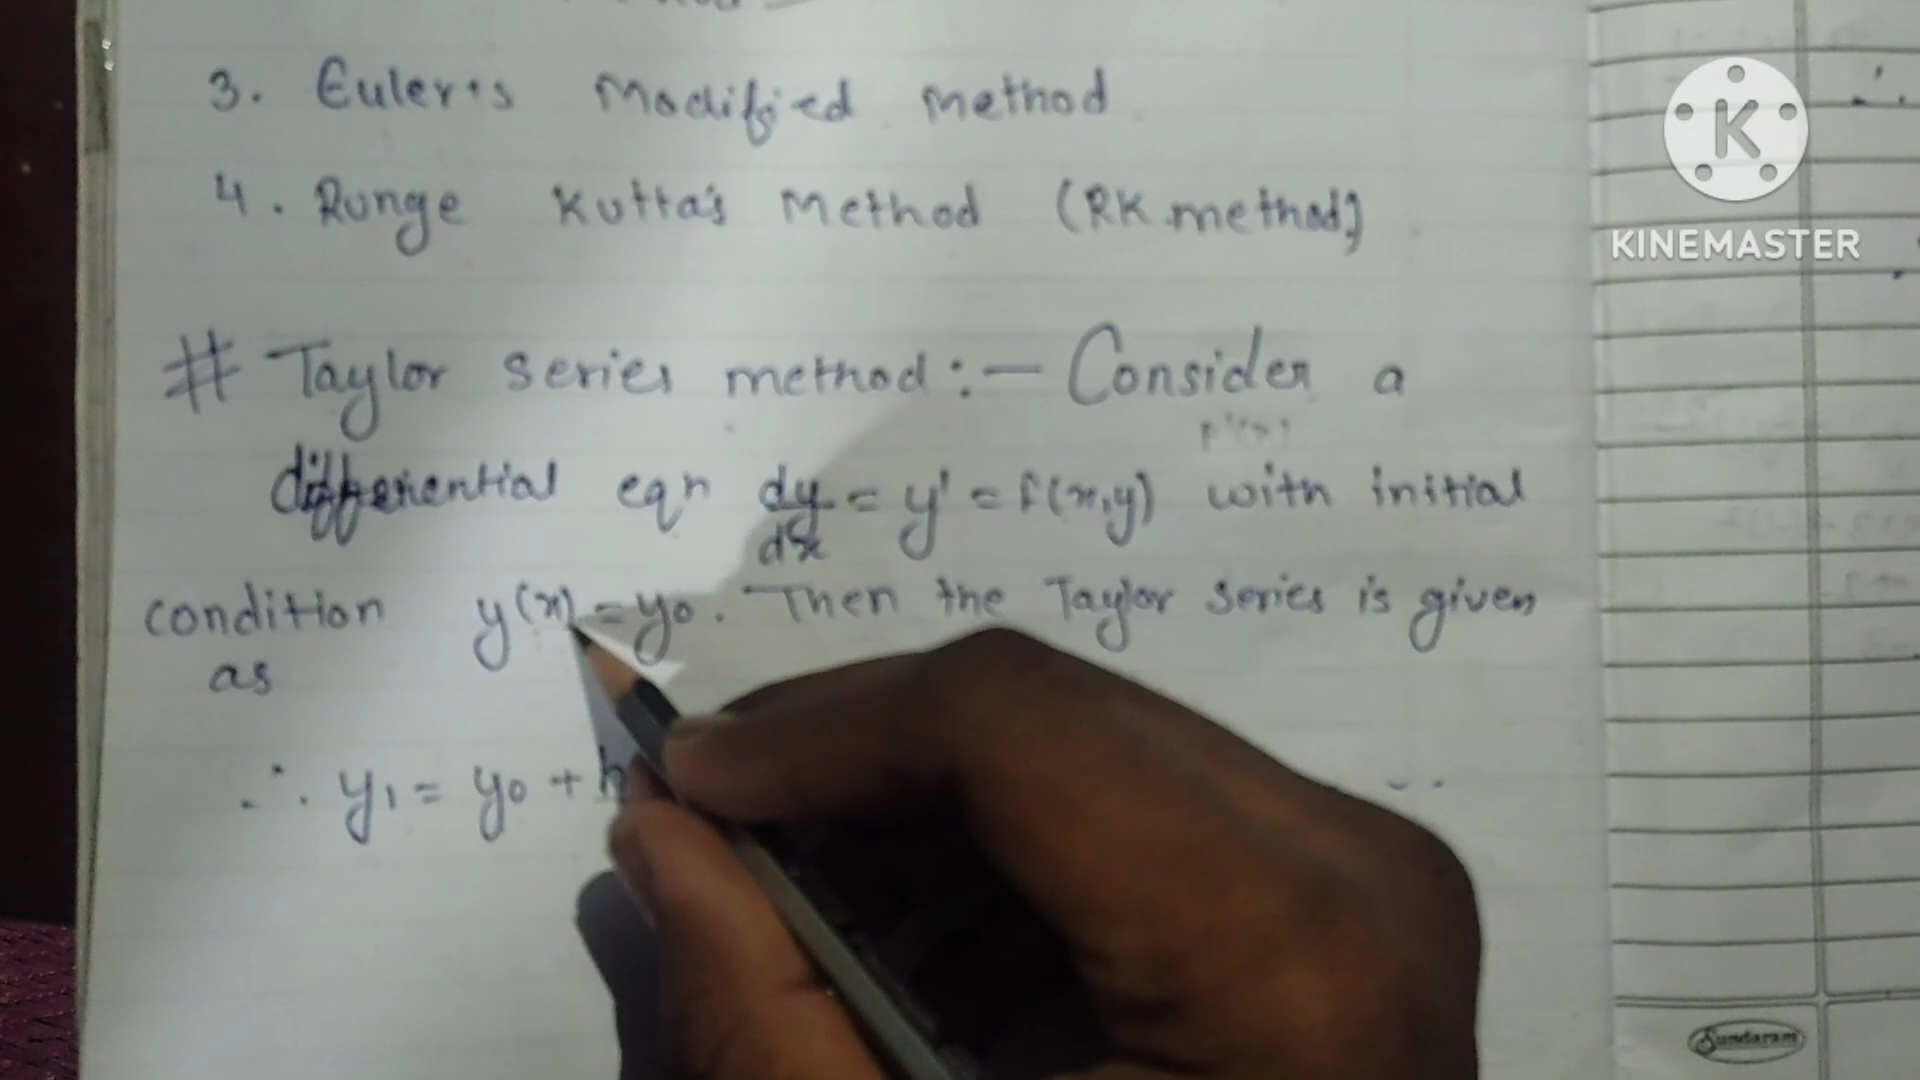 3. Euler's Modified Method
4. Runge Kutta's Method (RK method)
K
KINEMASTER
# Taylor series method :- Consider a
differential eqn dy/dx = y' = f(x,y) with initial
condition y(x) = y0. Then the Taylor series is given
as
∴ y1 = y0 + h
Sundaram